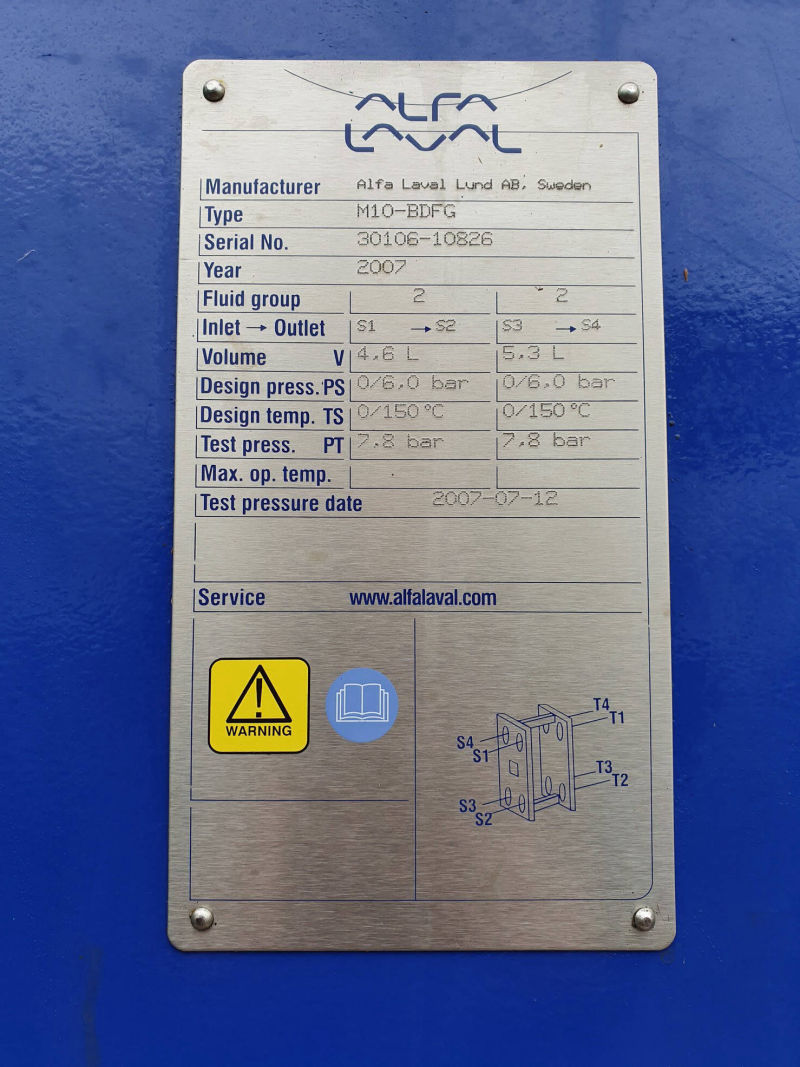 ALFA
LAVAL
Manufacturer Alfa Laval Lund AB, Sweden
Type M10-BDFG
Serial No. 30106-10826
Year 2007
Fluid group 2 2
Inlet → Outlet S1 → S2 S3 → S4
Volume V 4,6 L 5,3 L
Design press. PS 0/6,0 bar 0/6,0 bar
Design temp. TS 0/150 °C 0/150 °C
Test press. PT 7,8 bar 7,8 bar
Max. op. temp.
Test pressure date 2007-07-12
Service www.alfalaval.com
WARNING
T4
T1
S4
S1
T3
T2
S3
S2